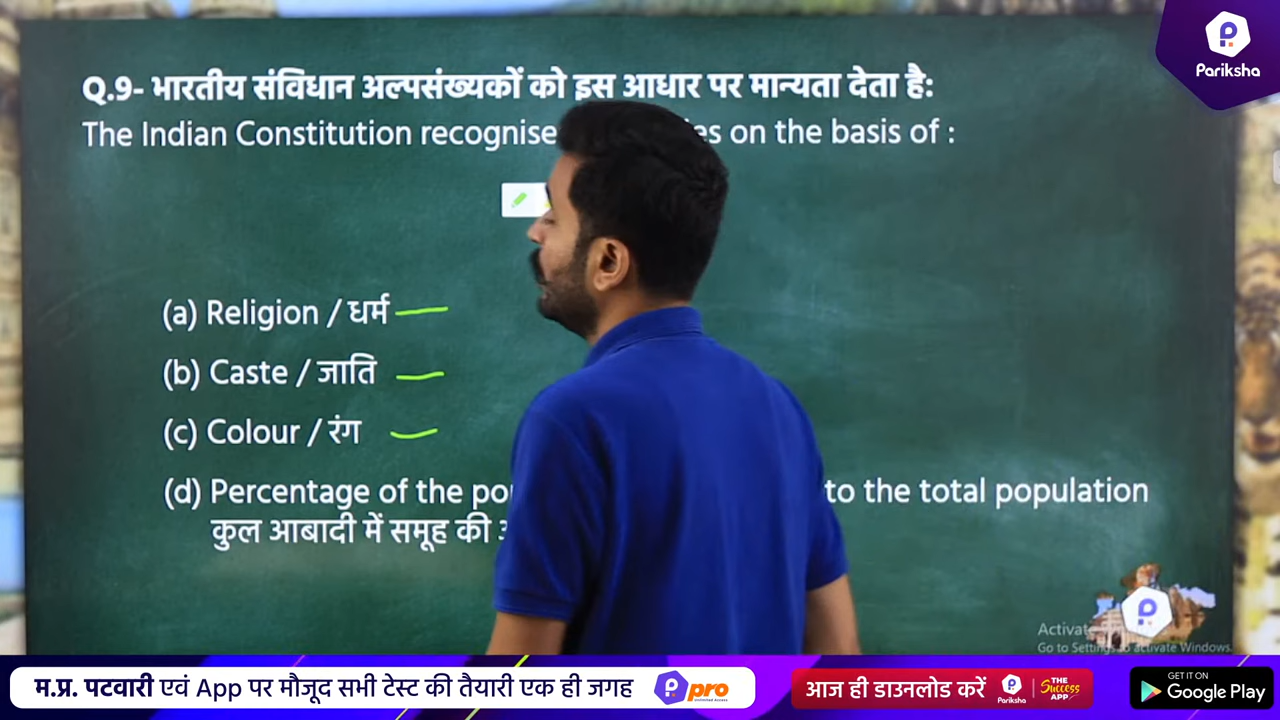 Pariksha
Q.9- भारतीय संविधान अल्पसंख्यकों को इस आधार पर मान्यता देता है:
The Indian Constitution recognise es on the basis of :
(a) Religion / धर्म
(b) Caste / जाति
(c) Colour / रंग
(d) Percentage of the po to the total population
कुल आबादी में समूह की
Activate
Go to Settings to activate Windows.
म.प्र. पटवारी एवं App पर मौजूद सभी टेस्ट की तैयारी एक ही जगह
pro
आज ही डाउनलोड करें
Pariksha
THE Success APP
GET IT ON
Google Play